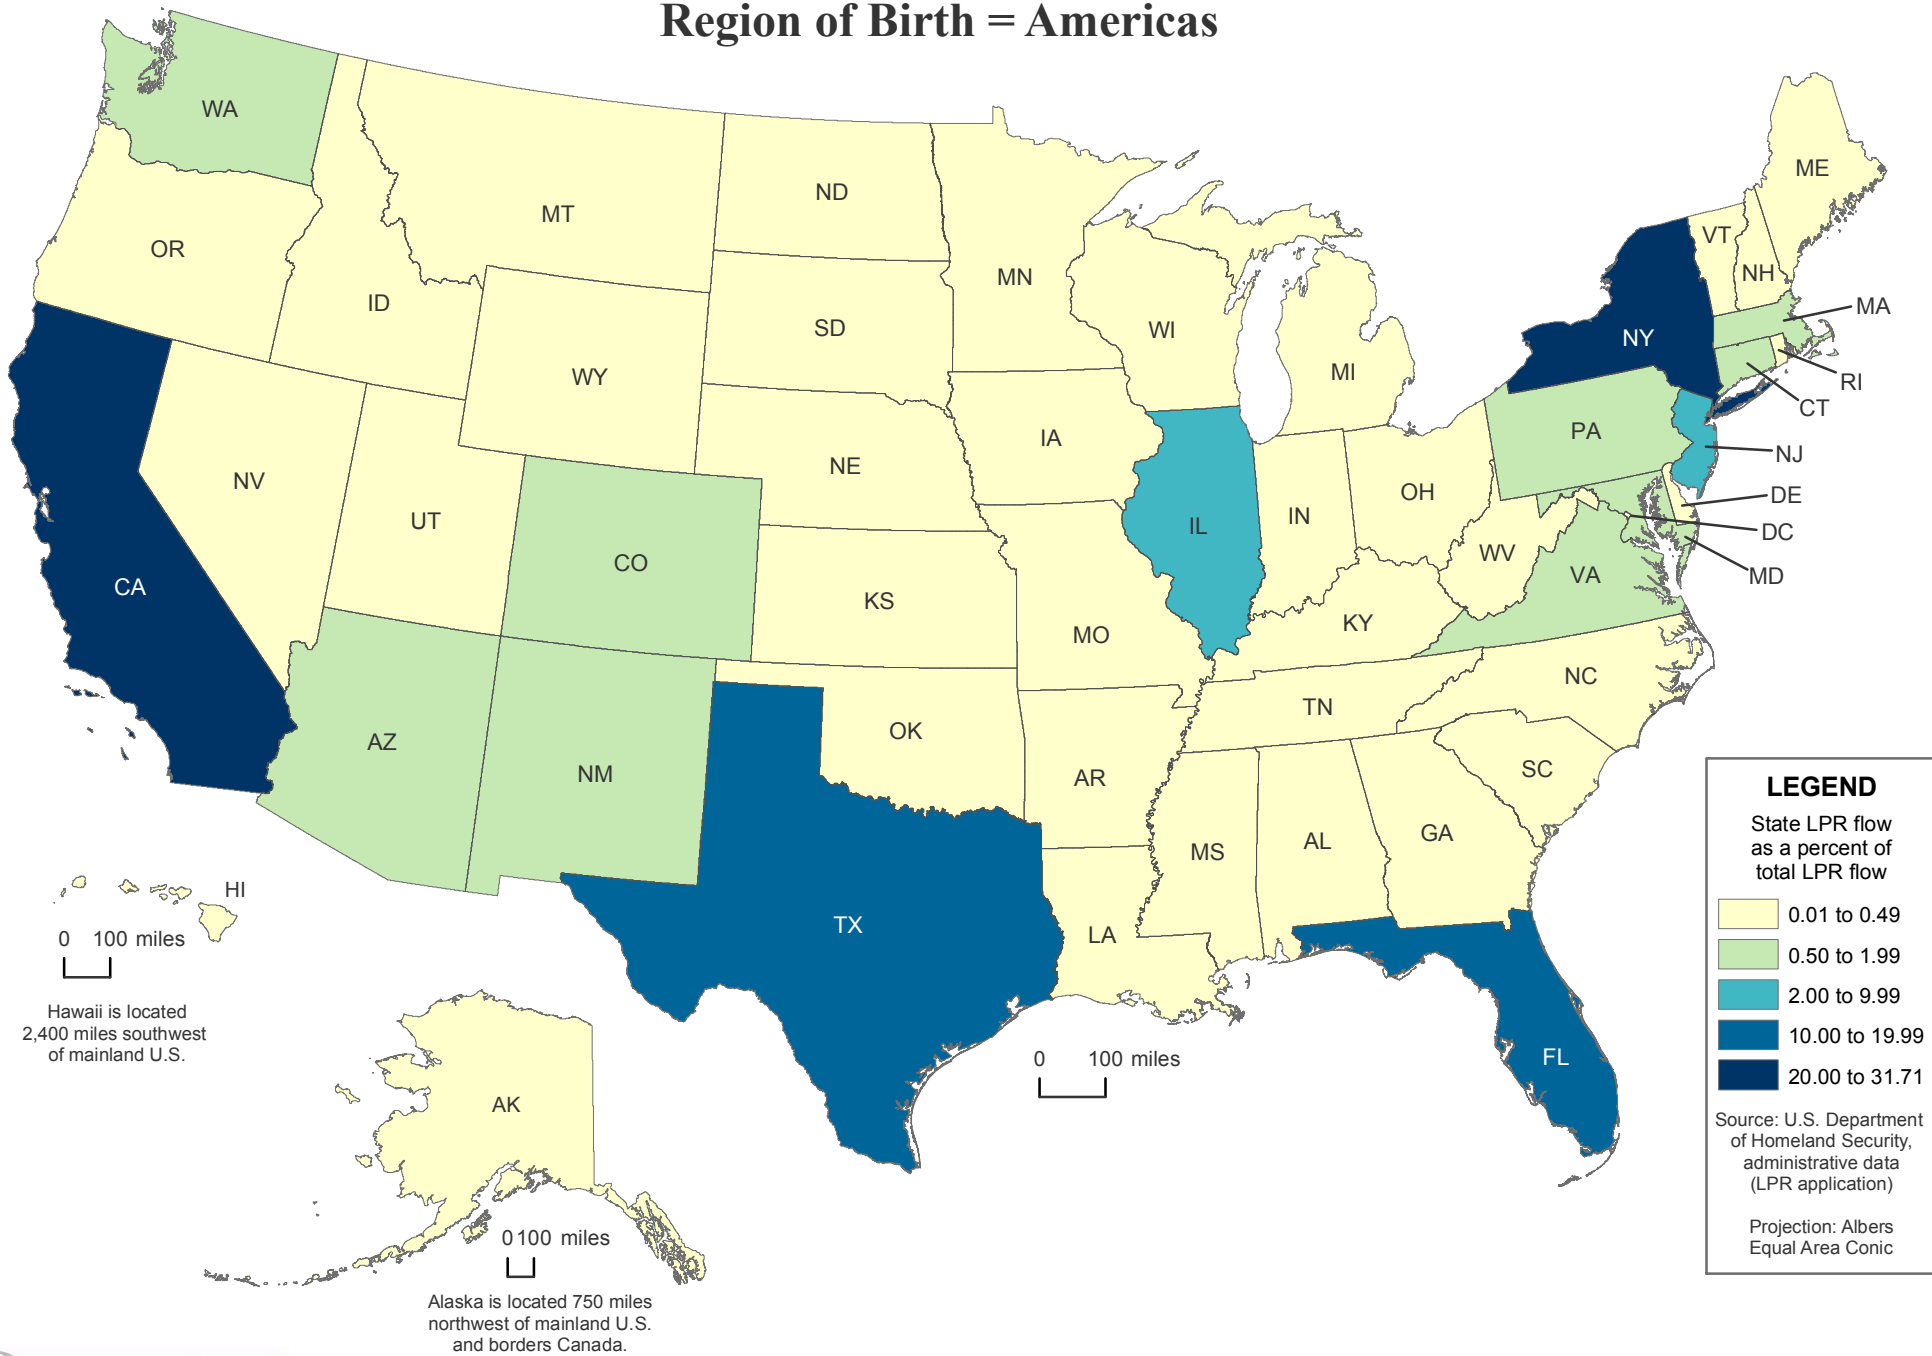 Region of Birth = Americas
WA
OR
MT
ID
WY
ND
SD
MN
WI
MI
ME
VT
NH
NY
MA
RI
CT
NJ
PA
DE
DC
MD
CA
NV
UT
CO
NE
IA
IL
IN
OH
WV
VA
KS
MO
KY
NC
TN
AZ
NM
OK
AR
SC
MS
AL
GA
TX
LA
FL
HI
0 100 miles
Hawaii is located
2,400 miles southwest
of mainland U.S.
AK
0 100 miles
Alaska is located 750 miles
northwest of mainland U.S.
and borders Canada.
0 100 miles
LEGEND
State LPR flow
as a percent of
total LPR flow
0.01 to 0.49
0.50 to 1.99
2.00 to 9.99
10.00 to 19.99
20.00 to 31.71
Source: U.S. Department
of Homeland Security,
administrative data
(LPR application)
Projection: Albers
Equal Area Conic